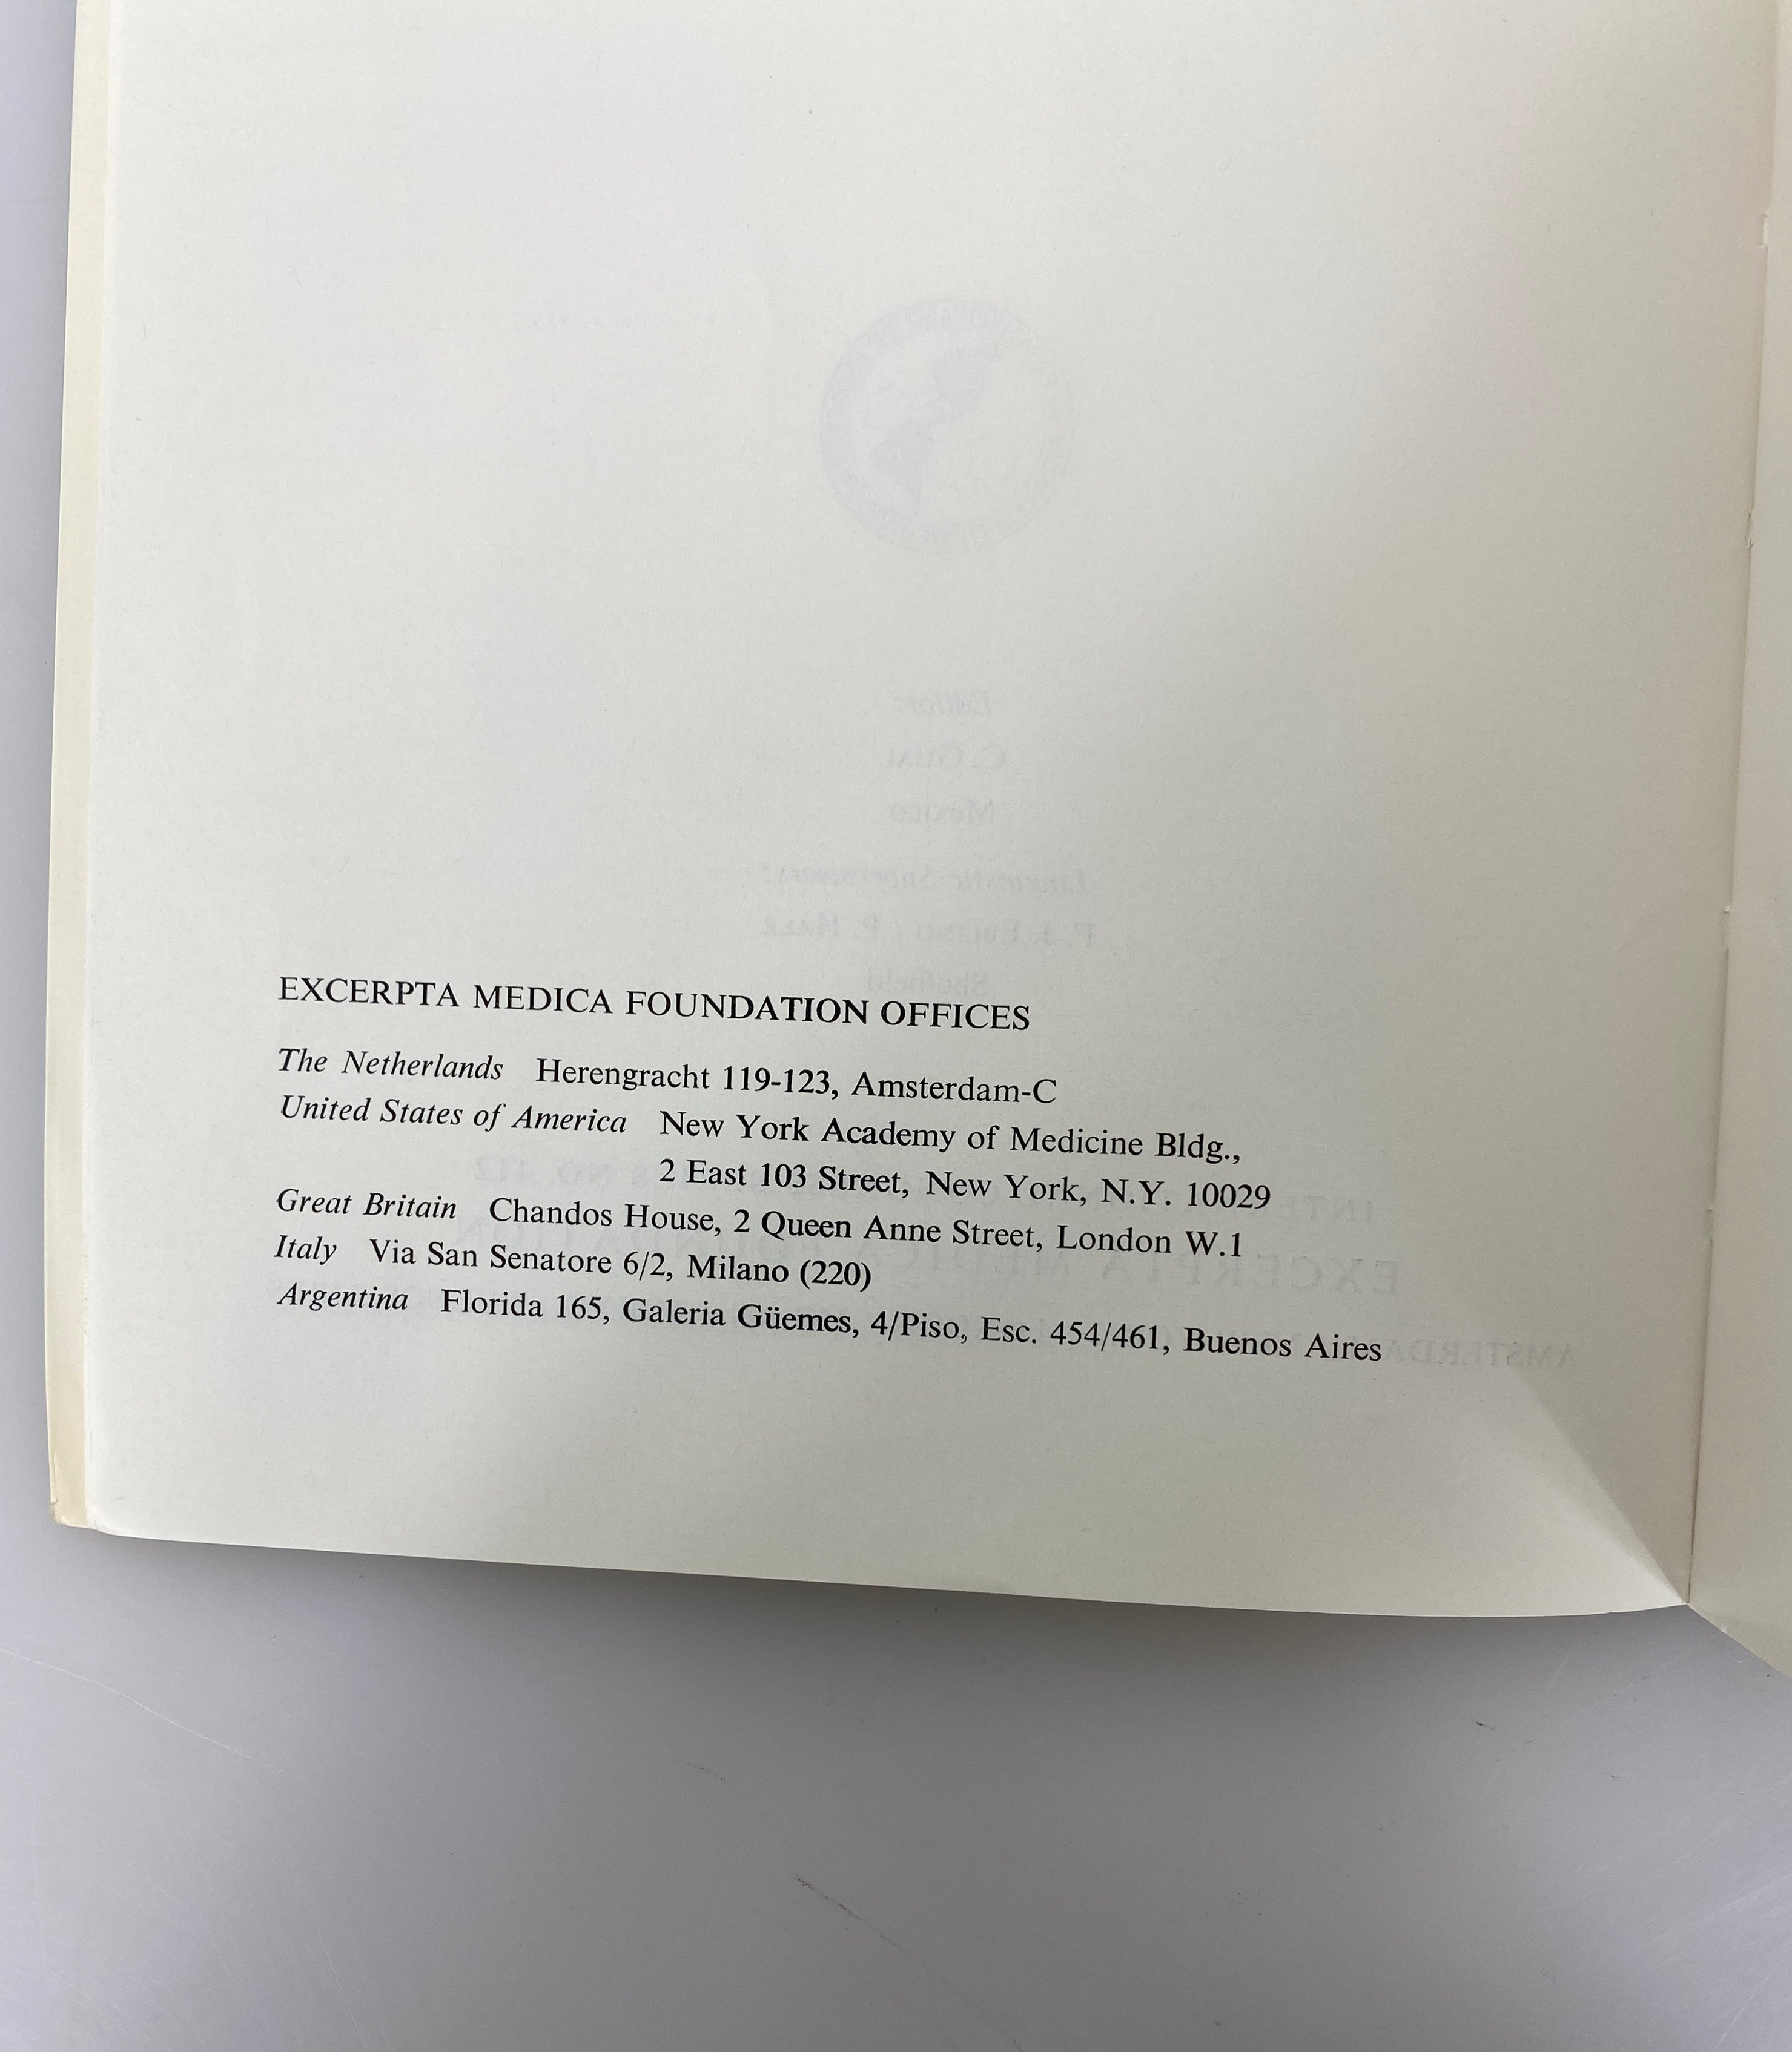 EXCERPTA MEDICA FOUNDATION OFFICES
The Netherlands Herengracht 119-123, Amsterdam-C
United States of America New York Academy of Medicine Bldg.,
2 East 103 Street, New York, N.Y. 10029
Great Britain Chandos House, 2 Queen Anne Street, London W.1
Italy Via San Senatore 6/2, Milano (220)
Argentina Florida 165, Galeria Güemes, 4/Piso, Esc. 454/461, Buenos Aires